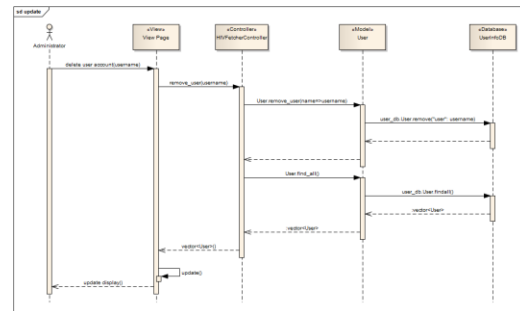 sd update
Administrator
«View»
View Page
«Controller»
HWFetcherController
«Model»
User
«Database»
UserInfoDB
delete user account(username)
remove_user(username)
User.remove_user(name=>username)
user_db.User.remove("user": username)
User.find_all()
user_db.User.findall()
vector<User>
vector<User>
vector<User>()
update()
update display()